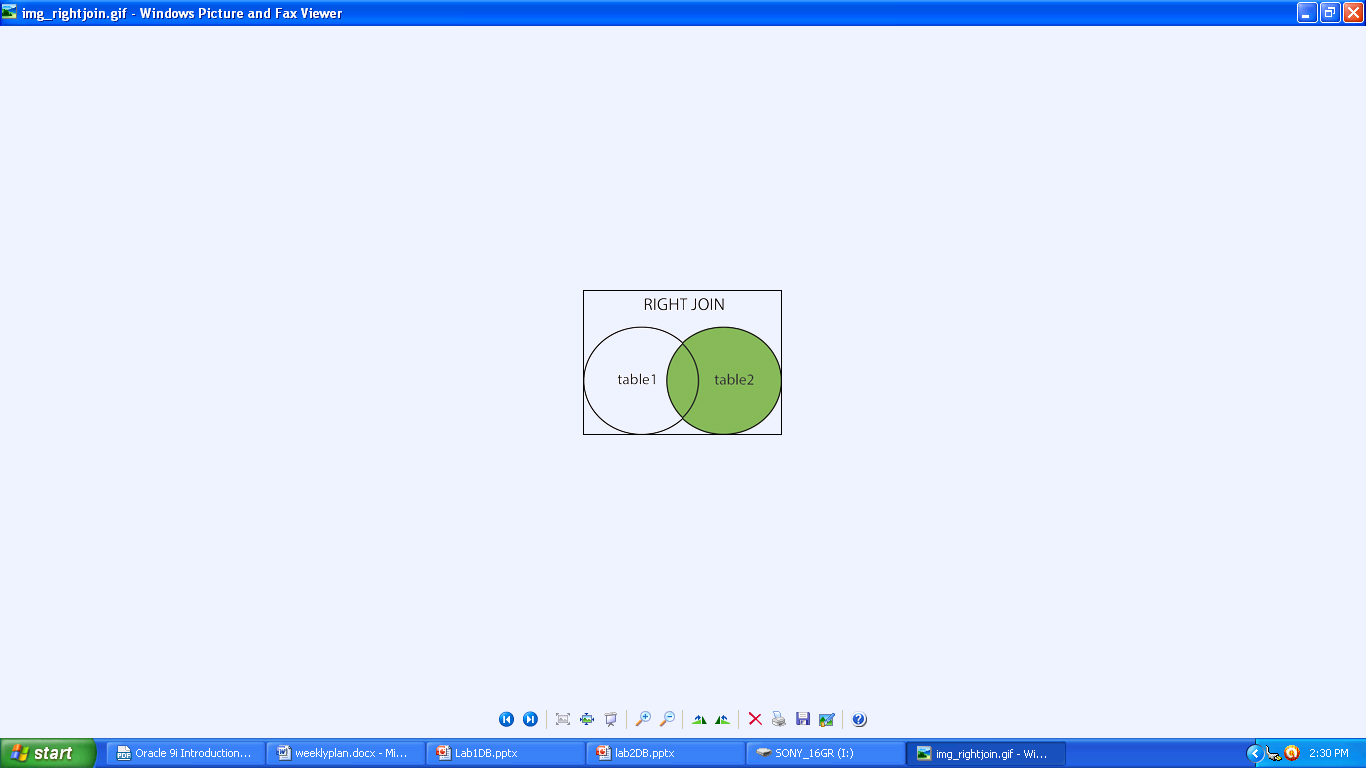 img_rightjoin.gif - Windows Picture and Fax Viewer
RIGHT JOIN
table1 table2
start Oracle 9i Introduction... weeklyplan.docx - Mi... Lab1DB.pptx lab2DB.pptx SONY_16GR (I:) img_rightjoin.gif - Wi... 2:30 PM